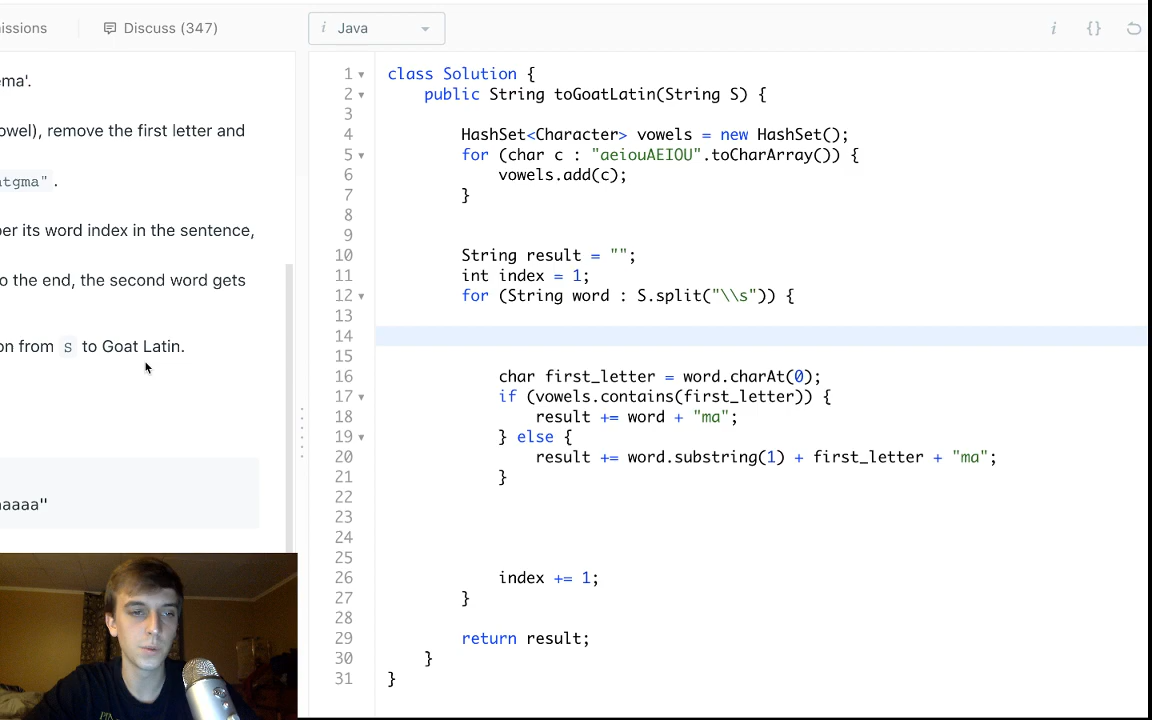 issions Discuss (347) i Java i {}
ema'.
owel), remove the first letter and
atgma" .
per its word index in the sentence,
o the end, the second word gets
on from S to Goat Latin.
aaaaa"
1 class Solution {
2 public String toGoatLatin(String S) {
3
4 HashSet<Character> vowels = new HashSet();
5 for (char c : "aeiouAEIOU".toCharArray()) {
6 vowels.add(c);
7 }
8
9
10 String result = "";
11 int index = 1;
12 for (String word : S.split("\\s")) {
13
14
15
16 char first_letter = word.charAt(0);
17 if (vowels.contains(first_letter)) {
18 result += word + "ma";
19 } else {
20 result += word.substring(1) + first_letter + "ma";
21 }
22
23
24
25
26 index += 1;
27 }
28
29 return result;
30 }
31 }